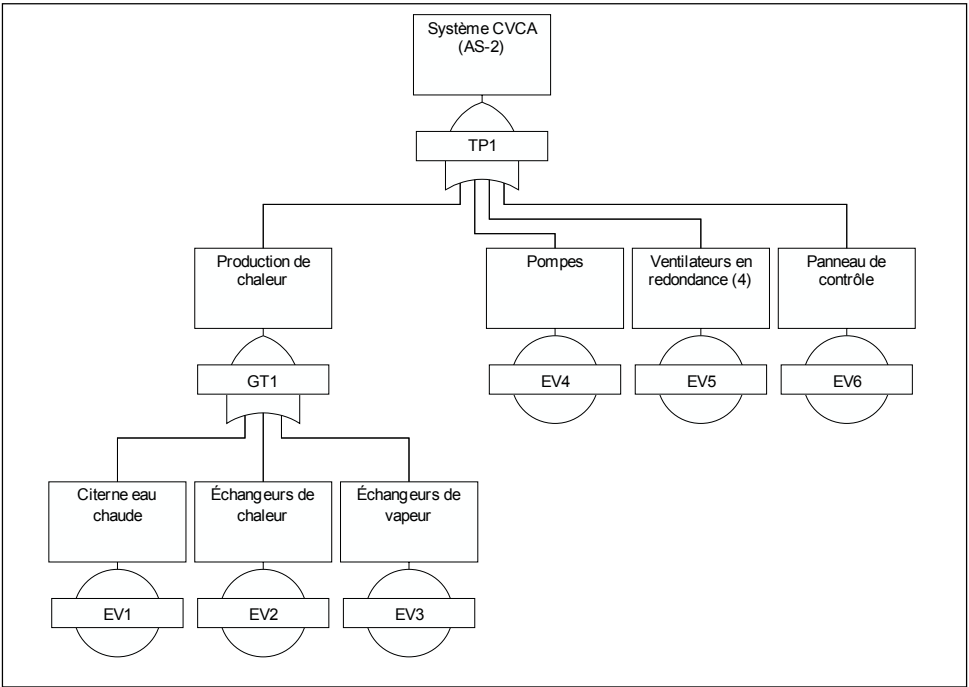 Système CVCA
(AS-2)
TP1
Production de
chaleur
Pompes
Ventilateurs en
redondance (4)
Panneau de
contrôle
GT1
EV4
EV5
EV6
Citerne eau
chaude
Échangeurs de
chaleur
Échangeurs de
vapeur
EV1
EV2
EV3